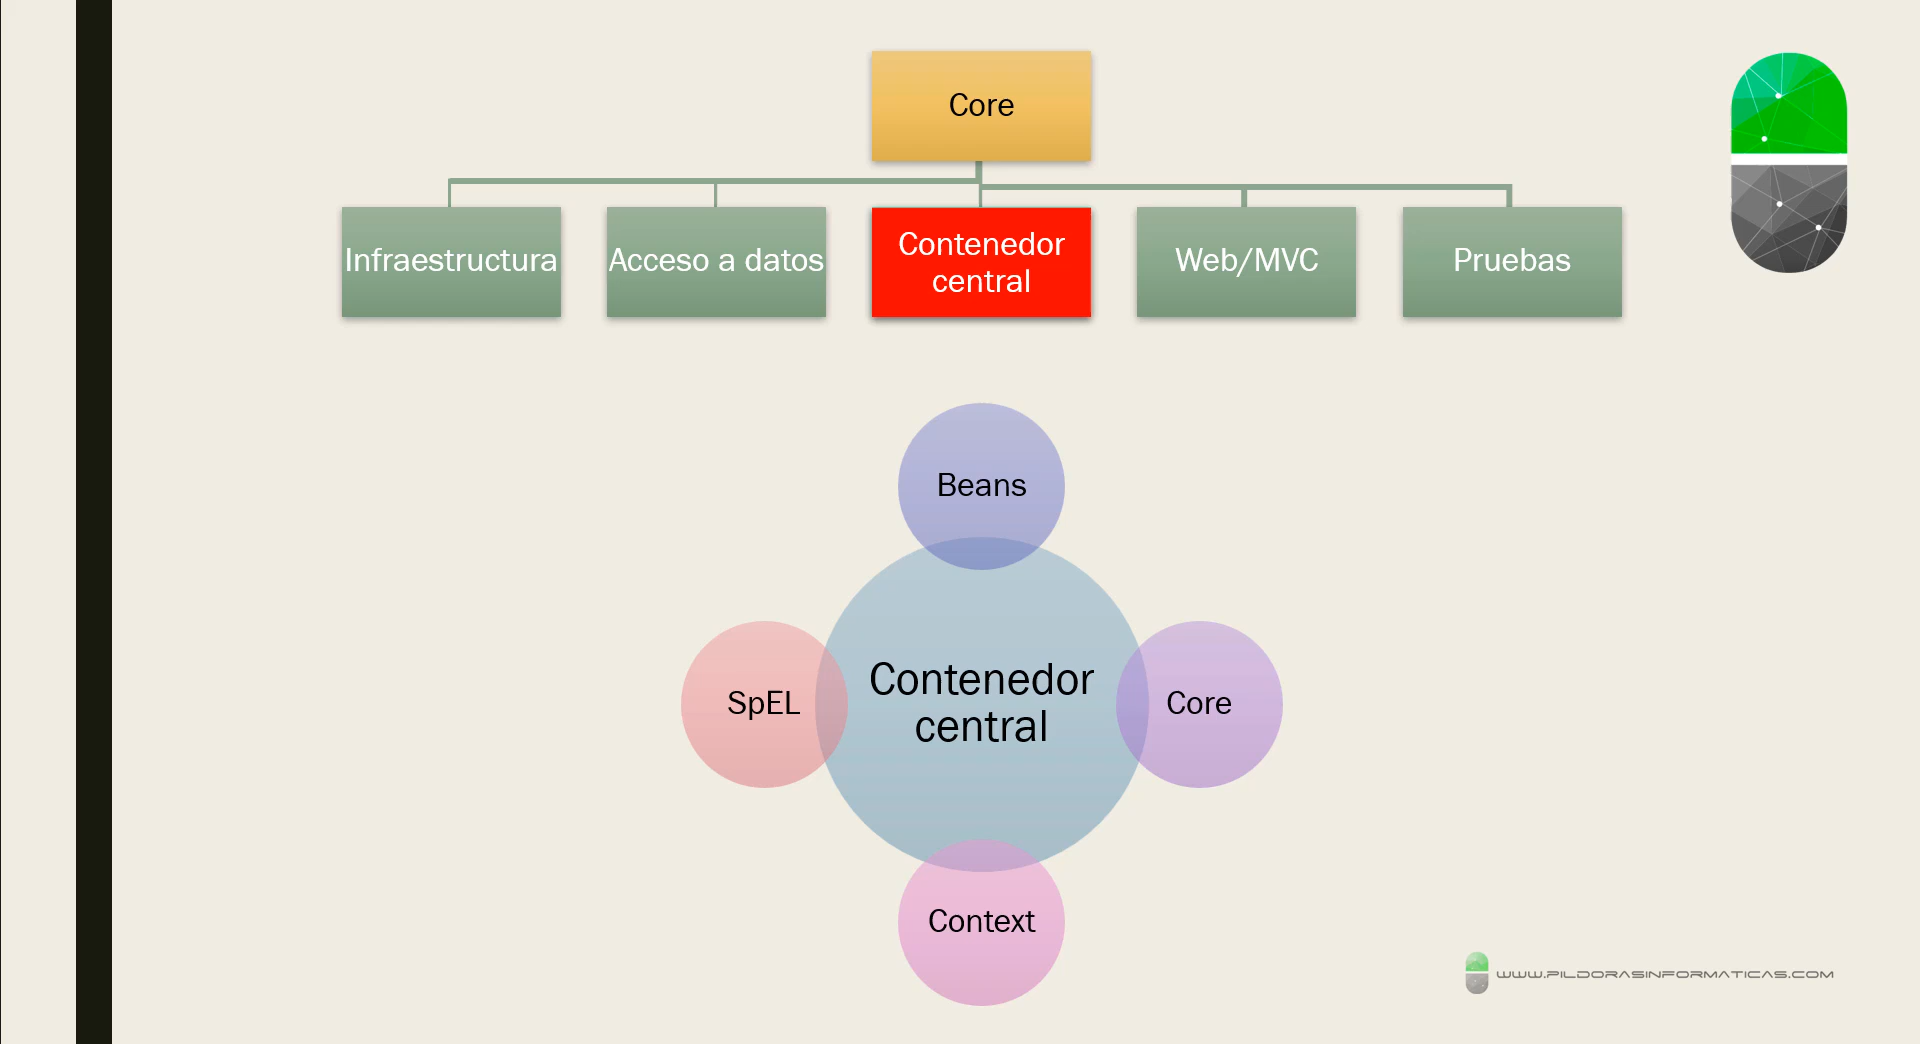 Core
Infraestructura
Acceso a datos
Contenedor
central
Web/MVC
Pruebas
Beans
SpEL
Contenedor
central
Core
Context
WWW.PILDORASINFORMATICAS.COM